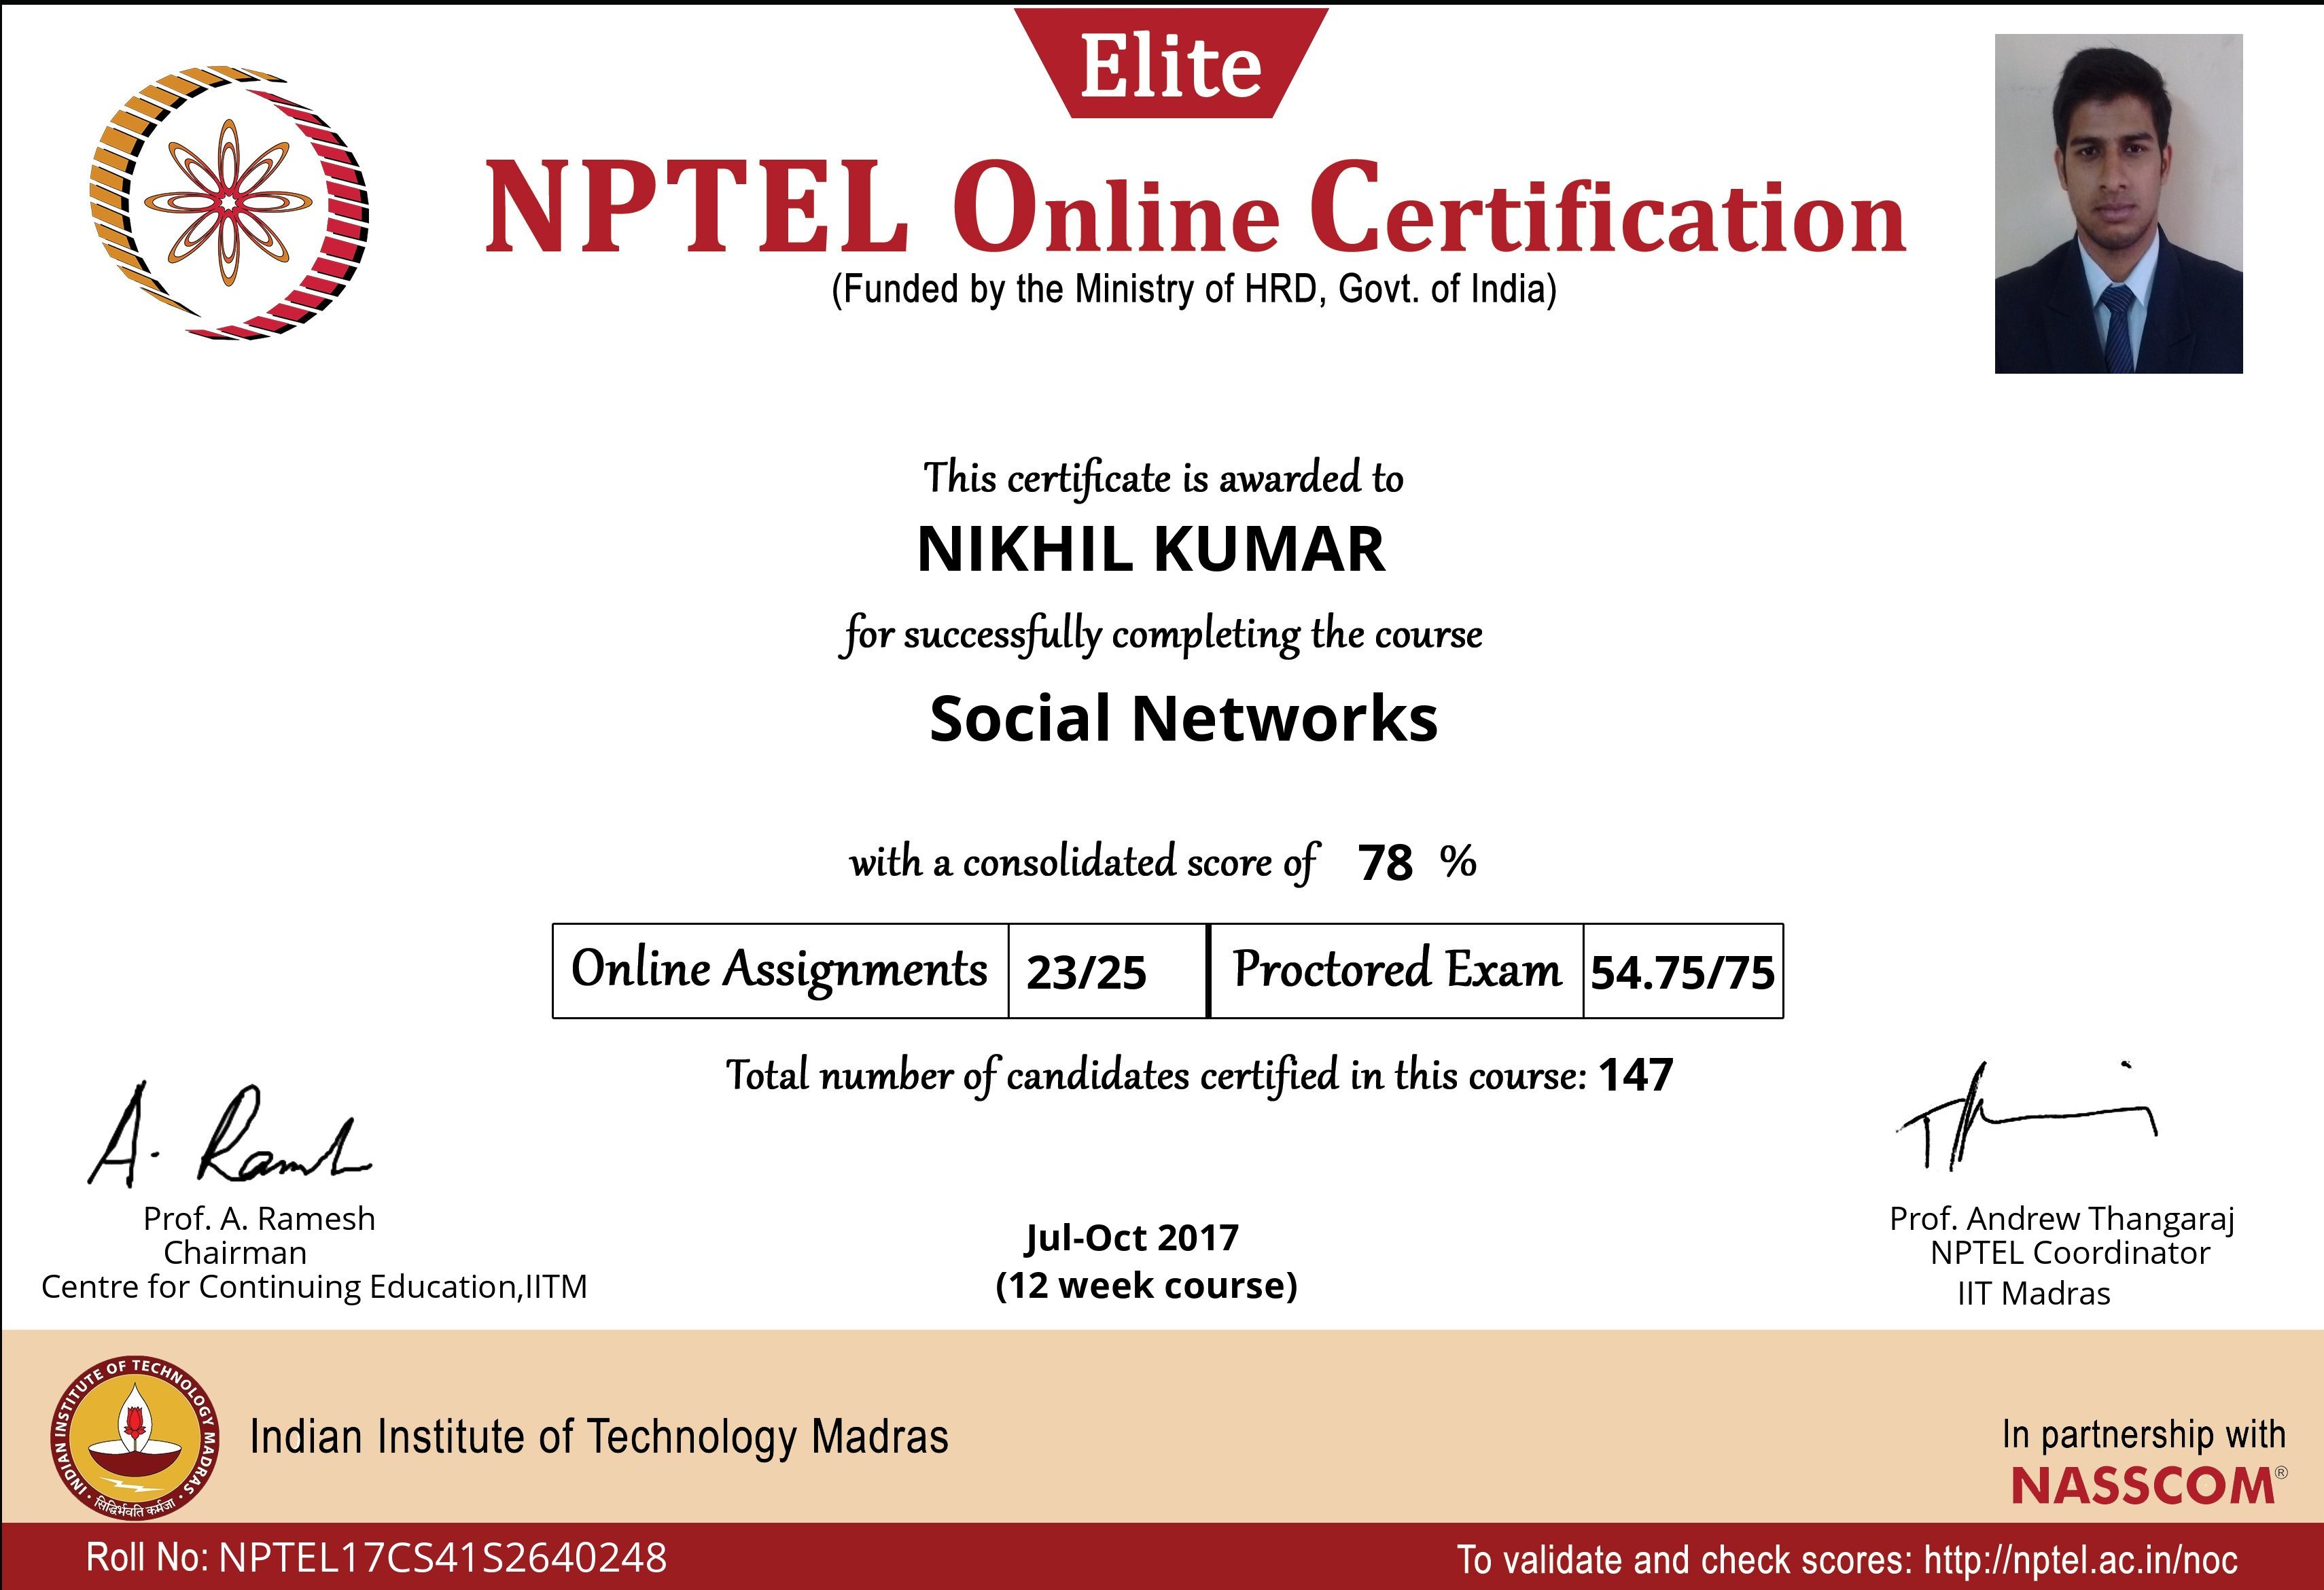 Elite
NPTEL Online Certification
(Funded by the Ministry of HRD, Govt. of India)
This certificate is awarded to
NIKHIL KUMAR
for successfully completing the course
Social Networks
with a consolidated score of 78 %
Online Assignments 23/25 Proctored Exam 54.75/75
Total number of candidates certified in this course: 147
A. Ramesh
Prof. A. Ramesh
Chairman
Centre for Continuing Education,IITM
Jul-Oct 2017
(12 week course)
Prof. Andrew Thangaraj
NPTEL Coordinator
IIT Madras
INDIAN INSTITUTE OF TECHNOLOGY MADRAS
सिद्धिर्भवति कर्मजा
Indian Institute of Technology Madras
In partnership with
NASSCOM®
Roll No: NPTEL17CS41S2640248
To validate and check scores: http://nptel.ac.in/noc